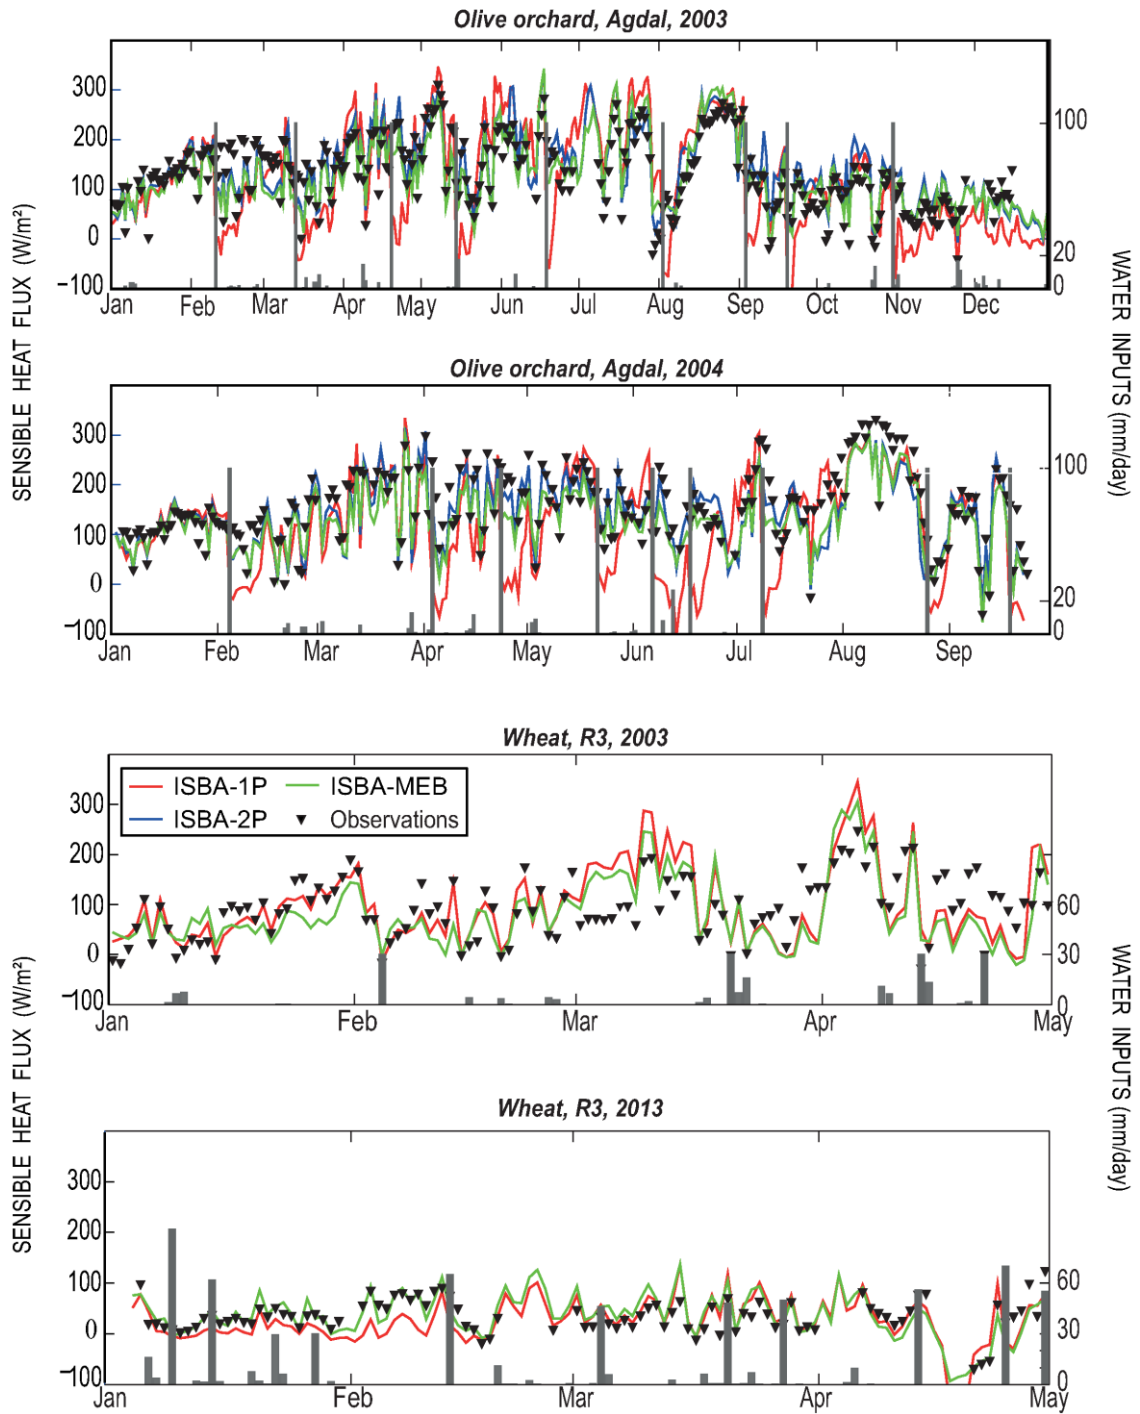 Olive orchard, Agdal, 2003
300
200
100
0
−100
100
20
0
Jan Feb Mar Apr May Jun Jul Aug Sep Oct Nov Dec
SENSIBLE HEAT FLUX (W/m²)
WATER INPUTS (mm/day)
Olive orchard, Agdal, 2004
300
200
100
0
−100
100
20
0
Jan Feb Mar Apr May Jun Jul Aug Sep
Wheat, R3, 2003
ISBA-1P ISBA-MEB
ISBA-2P Observations
300
200
100
0
−100
60
30
0
Jan Feb Mar Apr May
SENSIBLE HEAT FLUX (W/m²)
WATER INPUTS (mm/day)
Wheat, R3, 2013
300
200
100
0
−100
60
30
0
Jan Feb Mar Apr May